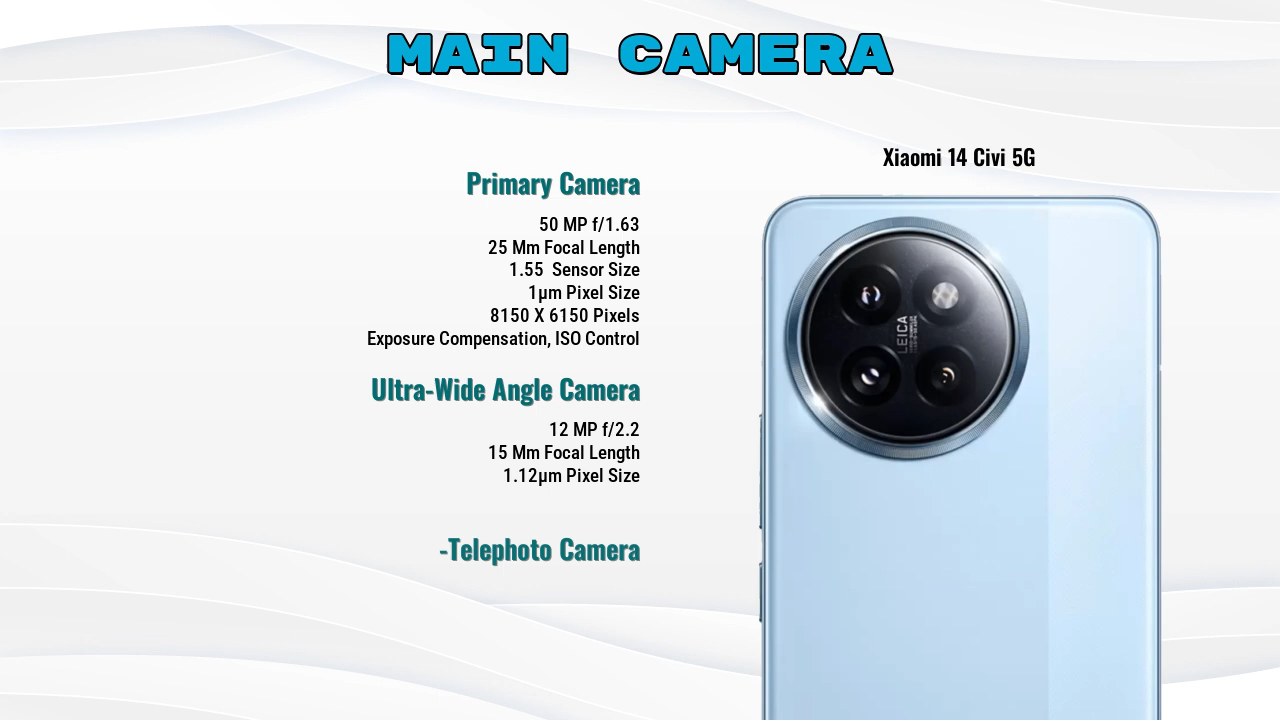 MAIN CAMERA
Xiaomi 14 Civi 5G
Primary Camera
50 MP f/1.63
25 Mm Focal Length
1.55  Sensor Size
1μm Pixel Size
8150 X 6150 Pixels
Exposure Compensation, ISO Control
Ultra-Wide Angle Camera
12 MP f/2.2
15 Mm Focal Length
1.12μm Pixel Size
-Telephoto Camera
LEICA